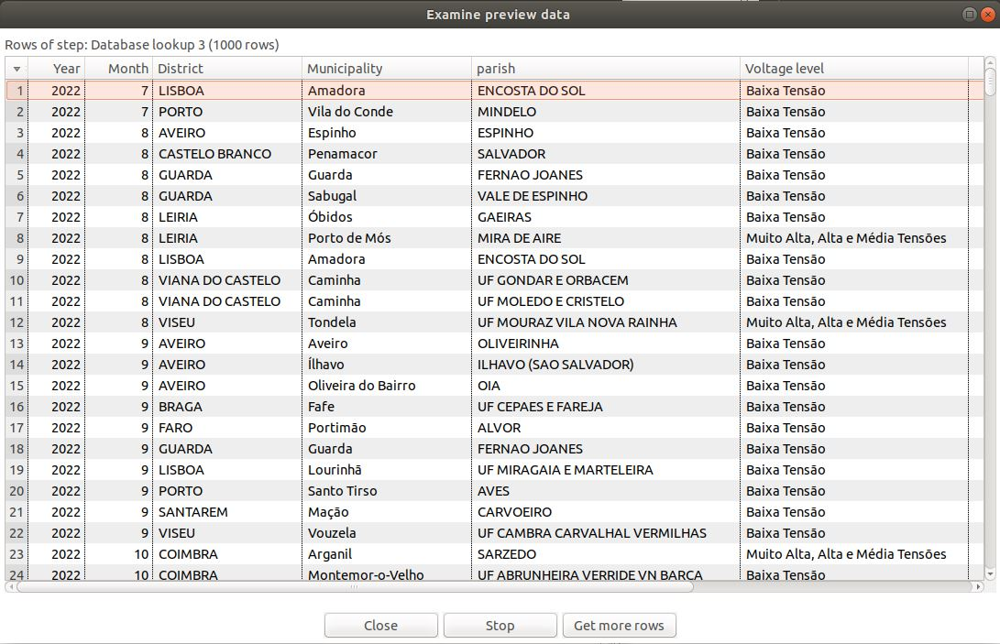 Examine preview data
Rows of step: Database lookup 3 (1000 rows)
Year Month District Municipality parish Voltage level
1 2022 7 LISBOA Amadora ENCOSTA DO SOL Baixa Tensão
2 2022 7 PORTO Vila do Conde MINDELO Baixa Tensão
3 2022 8 AVEIRO Espinho ESPINHO Baixa Tensão
4 2022 8 CASTELO BRANCO Penamacor SALVADOR Baixa Tensão
5 2022 8 GUARDA Guarda FERNAO JOANES Baixa Tensão
6 2022 8 GUARDA Sabugal VALE DE ESPINHO Baixa Tensão
7 2022 8 LEIRIA Óbidos GAEIRAS Baixa Tensão
8 2022 8 LEIRIA Porto de Mós MIRA DE AIRE Muito Alta, Alta e Média Tensões
9 2022 8 LISBOA Amadora ENCOSTA DO SOL Baixa Tensão
10 2022 8 VIANA DO CASTELO Caminha UF GONDAR E ORBACEM Baixa Tensão
11 2022 8 VIANA DO CASTELO Caminha UF MOLEDO E CRISTELO Baixa Tensão
12 2022 8 VISEU Tondela UF MOURAZ VILA NOVA RAINHA Muito Alta, Alta e Média Tensões
13 2022 9 AVEIRO Aveiro OLIVEIRINHA Baixa Tensão
14 2022 9 AVEIRO Ílhavo ILHAVO (SAO SALVADOR) Baixa Tensão
15 2022 9 AVEIRO Oliveira do Bairro OIA Baixa Tensão
16 2022 9 BRAGA Fafe UF CEPAES E FAREJA Baixa Tensão
17 2022 9 FARO Portimão ALVOR Baixa Tensão
18 2022 9 GUARDA Guarda FERNAO JOANES Baixa Tensão
19 2022 9 LISBOA Lourinhã UF MIRAGAIA E MARTELEIRA Baixa Tensão
20 2022 9 PORTO Santo Tirso AVES Baixa Tensão
21 2022 9 SANTAREM Mação CARVOEIRO Baixa Tensão
22 2022 9 VISEU Vouzela UF CAMBRA CARVALHAL VERMILHAS Baixa Tensão
23 2022 10 COIMBRA Arganil SARZEDO Muito Alta, Alta e Média Tensões
24 2022 10 COIMBRA Montemor-o-Velho UF ABRUNHEIRA VERRIDE VN BARCA Baixa Tensão
Close Stop Get more rows